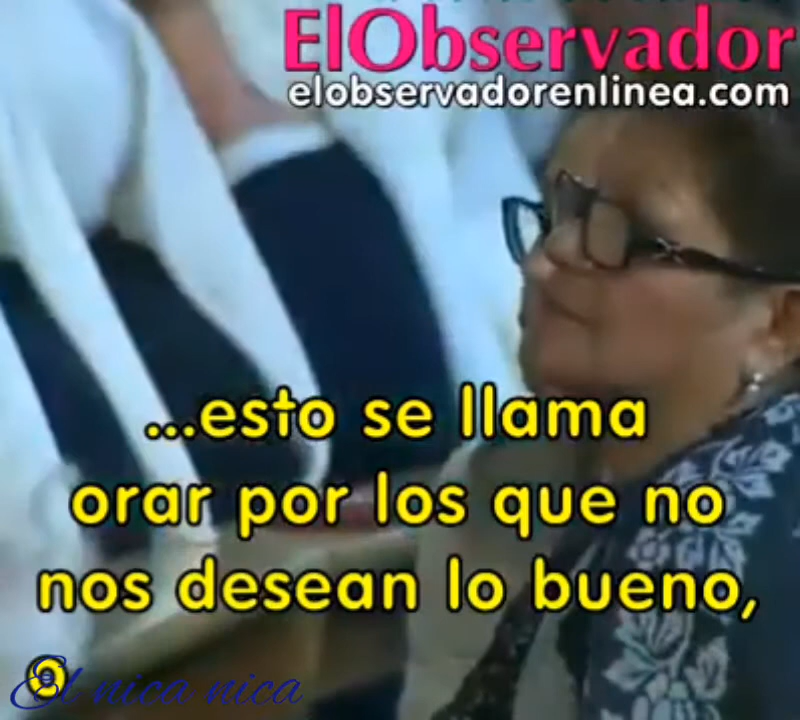 ElObservador
elobservadorenlinea.com
...esto se llama
orar por los que no
nos desean lo bueno,
El nica nica